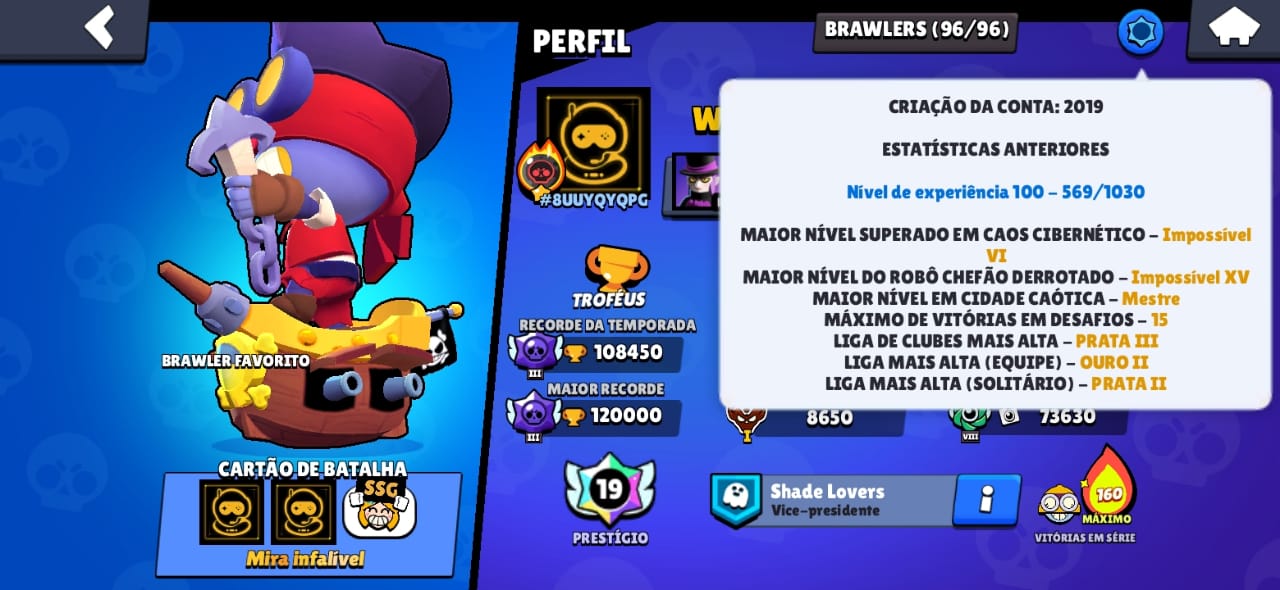 PERFIL
BRAWLERS (96/96)
W
#8UUYQYQPG
CRIAÇÃO DA CONTA: 2019
ESTATÍSTICAS ANTERIORES
Nível de experiência 100 – 569/1030
MAIOR NÍVEL SUPERADO EM CAOS CIBERNÉTICO – Impossível
VI
MAIOR NÍVEL DO ROBÔ CHEFÃO DERROTADO – Impossível XV
MAIOR NÍVEL EM CIDADE CAÓTICA – Mestre
MÁXIMO DE VITÓRIAS EM DESAFIOS – 15
LIGA DE CLUBES MAIS ALTA – PRATA III
LIGA MAIS ALTA (EQUIPE) – OURO II
LIGA MAIS ALTA (SOLITÁRIO) – PRATA II
TROFÉUS
RECORDE DA TEMPORADA
III
108450
MAIOR RECORDE
III
120000
I
8650
VIII
73630
BRAWLER FAVORITO
CARTÃO DE BATALHA
SSG
Mira infalível
19
PRESTÍGIO
Shade Lovers
Vice-presidente
i
160
MÁXIMO
VITÓRIAS EM SÉRIE